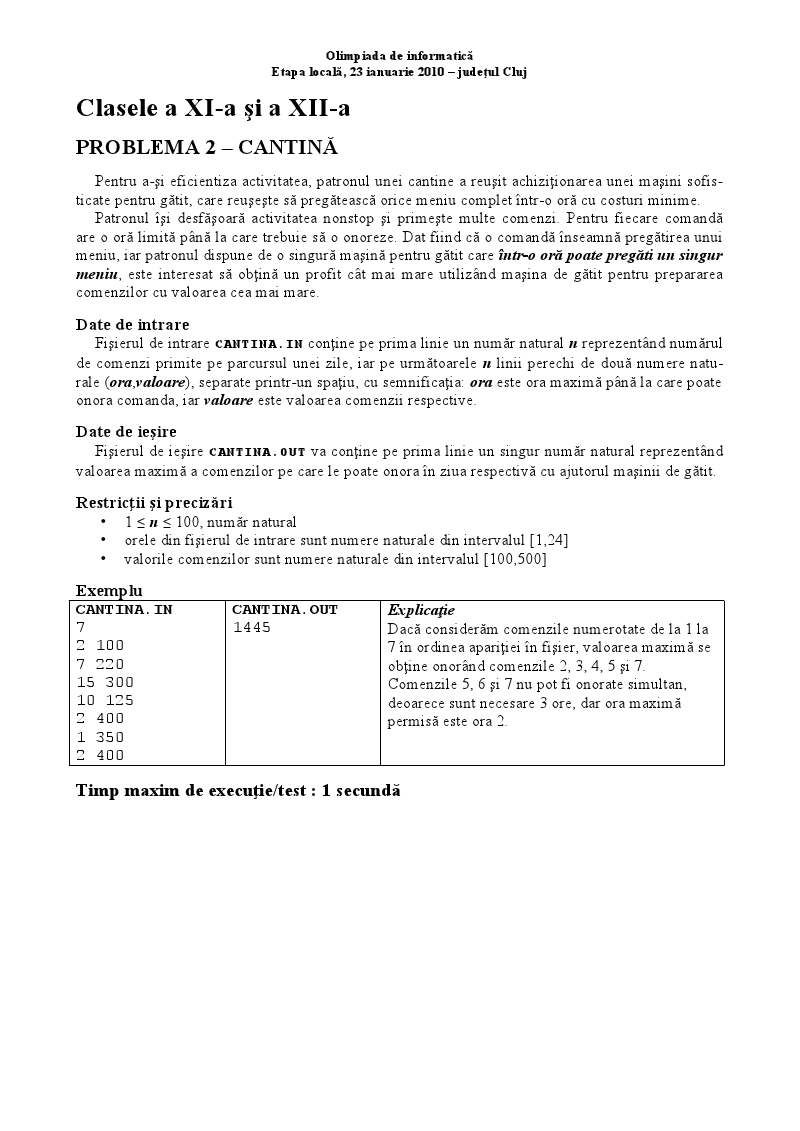 Olimpiada de informatică
Etapa locală, 23 ianuarie 2010 – județul Cluj
Clasele a XI-a şi a XII-a
PROBLEMA 2 – CANTINĂ
Pentru a-şi eficientiza activitatea, patronul unei cantine a reuşit achiziţionarea unei maşini sofis-
ticate pentru gătit, care reuşeşte să pregătească orice meniu complet într-o oră cu costuri minime.
Patronul îşi desfăşoară activitatea nonstop şi primeşte multe comenzi. Pentru fiecare comandă
are o oră limită până la care trebuie să o onoreze. Dat fiind că o comandă înseamnă pregătirea unui
meniu, iar patronul dispune de o singură maşină pentru gătit care într-o oră poate pregăti un singur
meniu, este interesat să obţină un profit cât mai mare utilizând maşina de gătit pentru prepararea
comenzilor cu valoarea cea mai mare.
Date de intrare
Fişierul de intrare CANTINA.IN conţine pe prima linie un număr natural n reprezentând numărul
de comenzi primite pe parcursul unei zile, iar pe următoarele n linii perechi de două numere natu-
rale (ora,valoare), separate printr-un spaţiu, cu semnificaţia: ora este ora maximă până la care poate
onora comanda, iar valoare este valoarea comenzii respective.
Date de ieşire
Fişierul de ieşire CANTINA.OUT va conţine pe prima linie un singur număr natural reprezentând
valoarea maximă a comenzilor pe care le poate onora în ziua respectivă cu ajutorul maşinii de gătit.
Restricţii şi precizări
• 1 ≤ n ≤ 100, număr natural
• orele din fişierul de intrare sunt numere naturale din intervalul [1,24]
• valorile comenzilor sunt numere naturale din intervalul [100,500]
Exemplu
CANTINA.IN
7
2 100
7 220
15 300
10 125
2 400
1 350
2 400
CANTINA.OUT
1445
Explicaţie
Dacă considerăm comenzile numerotate de la 1 la
7 în ordinea apariţiei în fişier, valoarea maximă se
obţine onorând comenzile 2, 3, 4, 5 şi 7.
Comenzile 5, 6 şi 7 nu pot fi onorate simultan,
deoarece sunt necesare 3 ore, dar ora maximă
permisă este ora 2.
Timp maxim de execuţie/test : 1 secundă